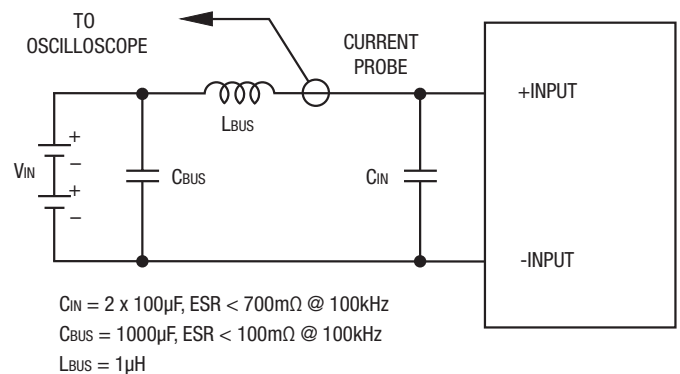 TO
OSCILLOSCOPE
CURRENT
PROBE
+INPUT
LBUS
+
VIN
−
+
−
CBUS
CIN
-INPUT
CIN = 2 x 100µF, ESR < 700mΩ @ 100kHz
CBUS = 1000µF, ESR < 100mΩ @ 100kHz
LBUS = 1µH